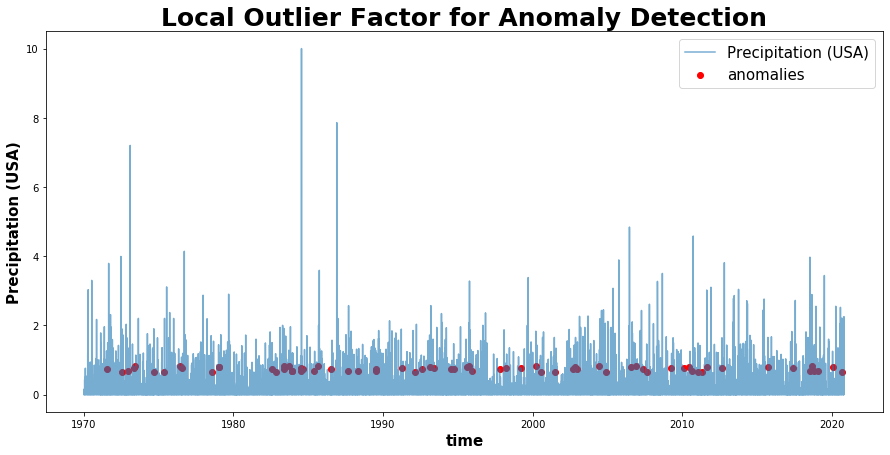 Local Outlier Factor for Anomaly Detection
Precipitation (USA)
anomalies
Precipitation (USA)
10
8
6
4
2
0
1970 1980 1990 2000 2010 2020
time